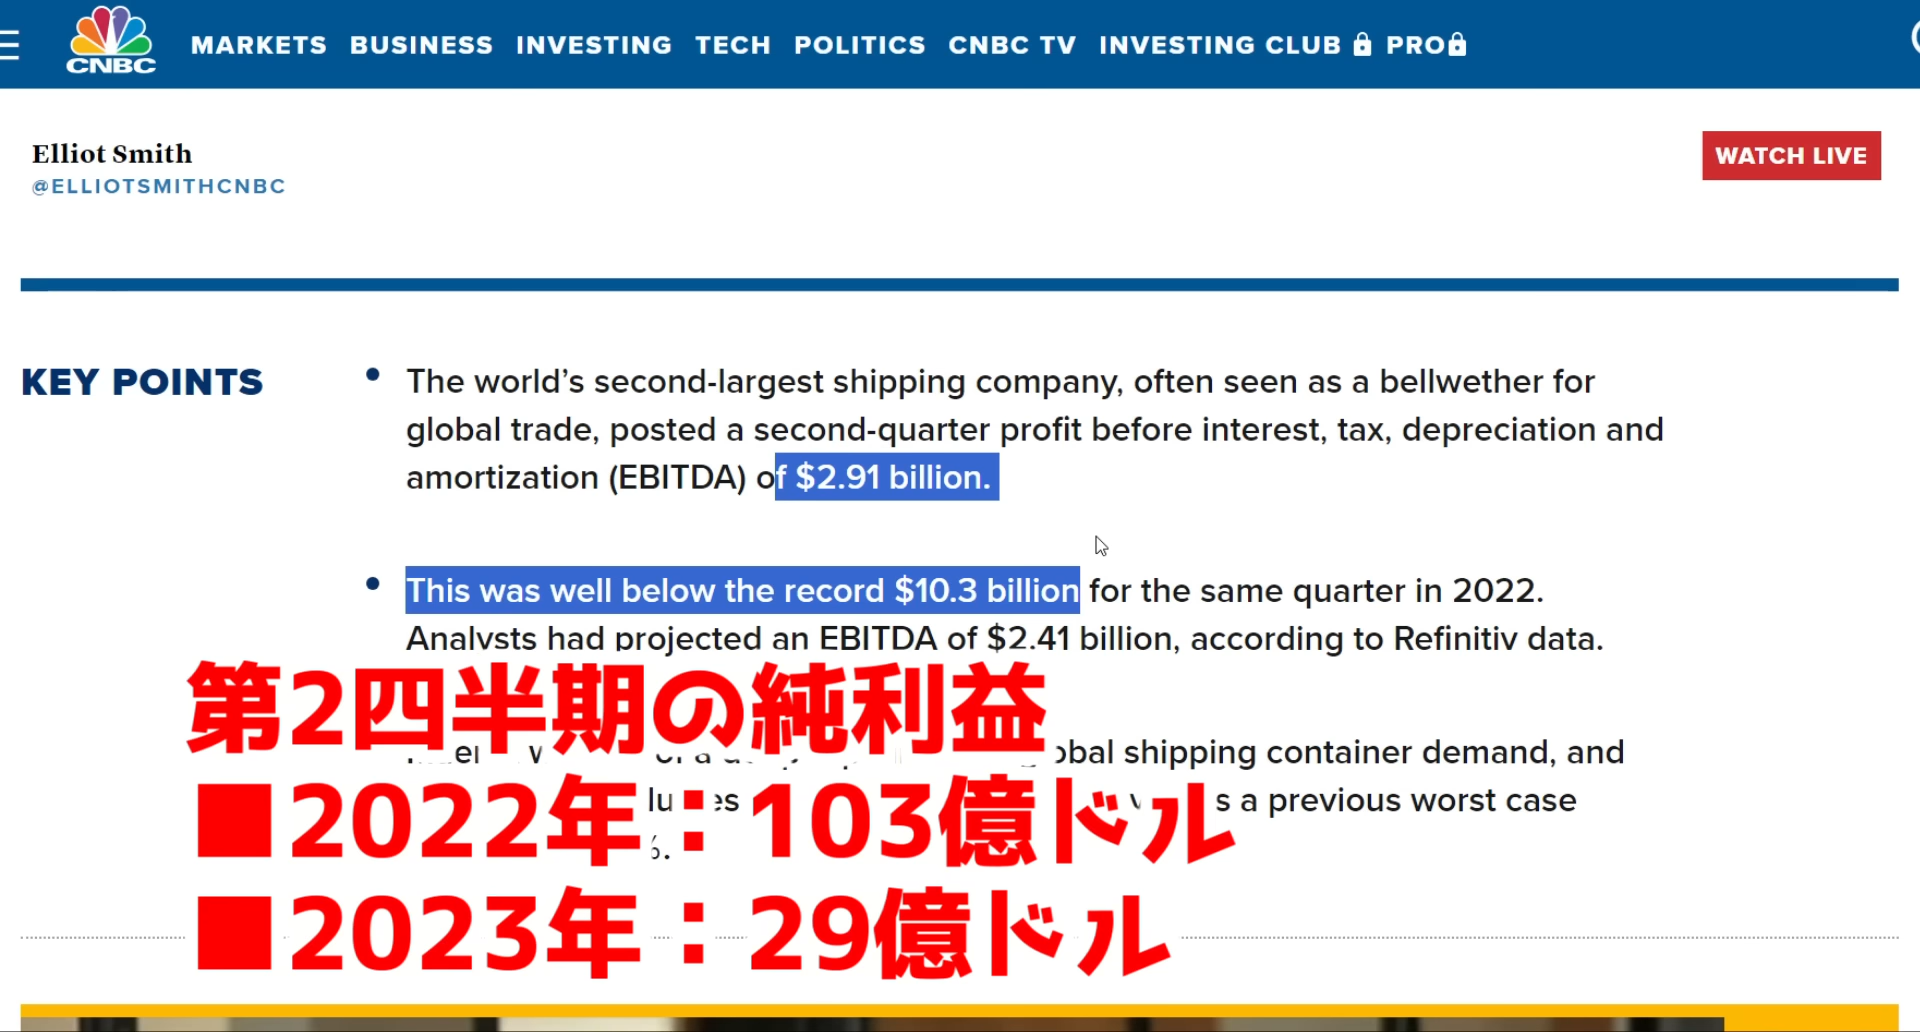 CNBC
MARKETS BUSINESS INVESTING TECH POLITICS CNBC TV INVESTING CLUB PRO
Elliot Smith
@ELLIOTSMITHCNBC
WATCH LIVE
KEY POINTS
The world’s second-largest shipping company, often seen as a bellwether for
global trade, posted a second-quarter profit before interest, tax, depreciation and
amortization (EBITDA) of $2.91 billion.
This was well below the record $10.3 billion for the same quarter in 2022.
Analysts had projected an EBITDA of $2.41 billion, according to Refinitiv data.
第2四半期の純利益
shipping container demand, and
a previous worst case
■2022年：103億ドル
■2023年：29億ドル